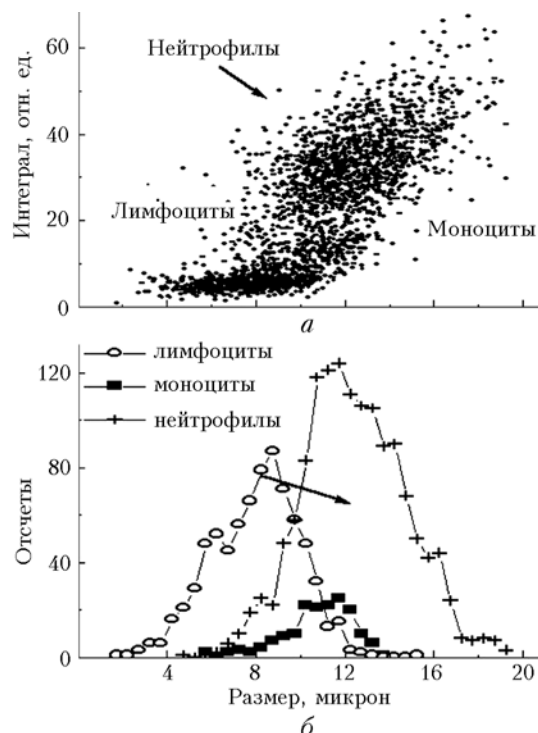 60
40
20
0
Интеграл, отн. ед.
Нейтрофилы
Лимфоциты
Моноциты
а
лимфоциты
моноциты
нейтрофилы
120
80
40
0
Отсчеты
4 8 12 16 20
Размер, микрон
б